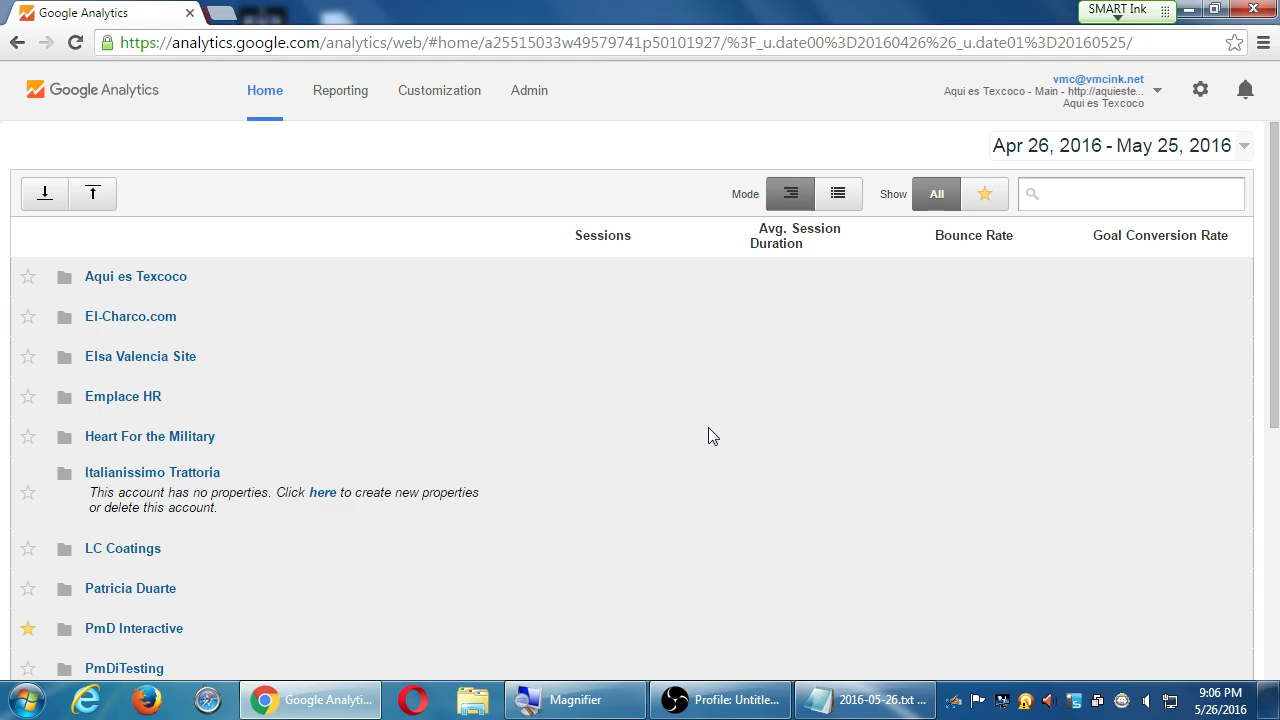 Google Analytics
SMART Ink
https://analytics.google.com/analytics/web/#home/a25515033w49579741p50101927/%3F_u.date00%3D20160426%26_u.date01%3D20160525/
Google Analytics
Home
Reporting
Customization
Admin
vmc@vmcink.net
Aqui es Texcoco - Main - http://aquieste...
Aqui es Texcoco
Apr 26, 2016 - May 25, 2016
Mode
Show
All
Sessions
Avg. Session
Duration
Bounce Rate
Goal Conversion Rate
Aqui es Texcoco
El-Charco.com
Elsa Valencia Site
Emplace HR
Heart For the Military
Italianissimo Trattoria
This account has no properties. Click here to create new properties
or delete this account.
LC Coatings
Patricia Duarte
PmD Interactive
PmDiTesting
Google Analyti...
Magnifier
Profile: Untitle...
2016-05-26.txt ...
9:06 PM
5/26/2016